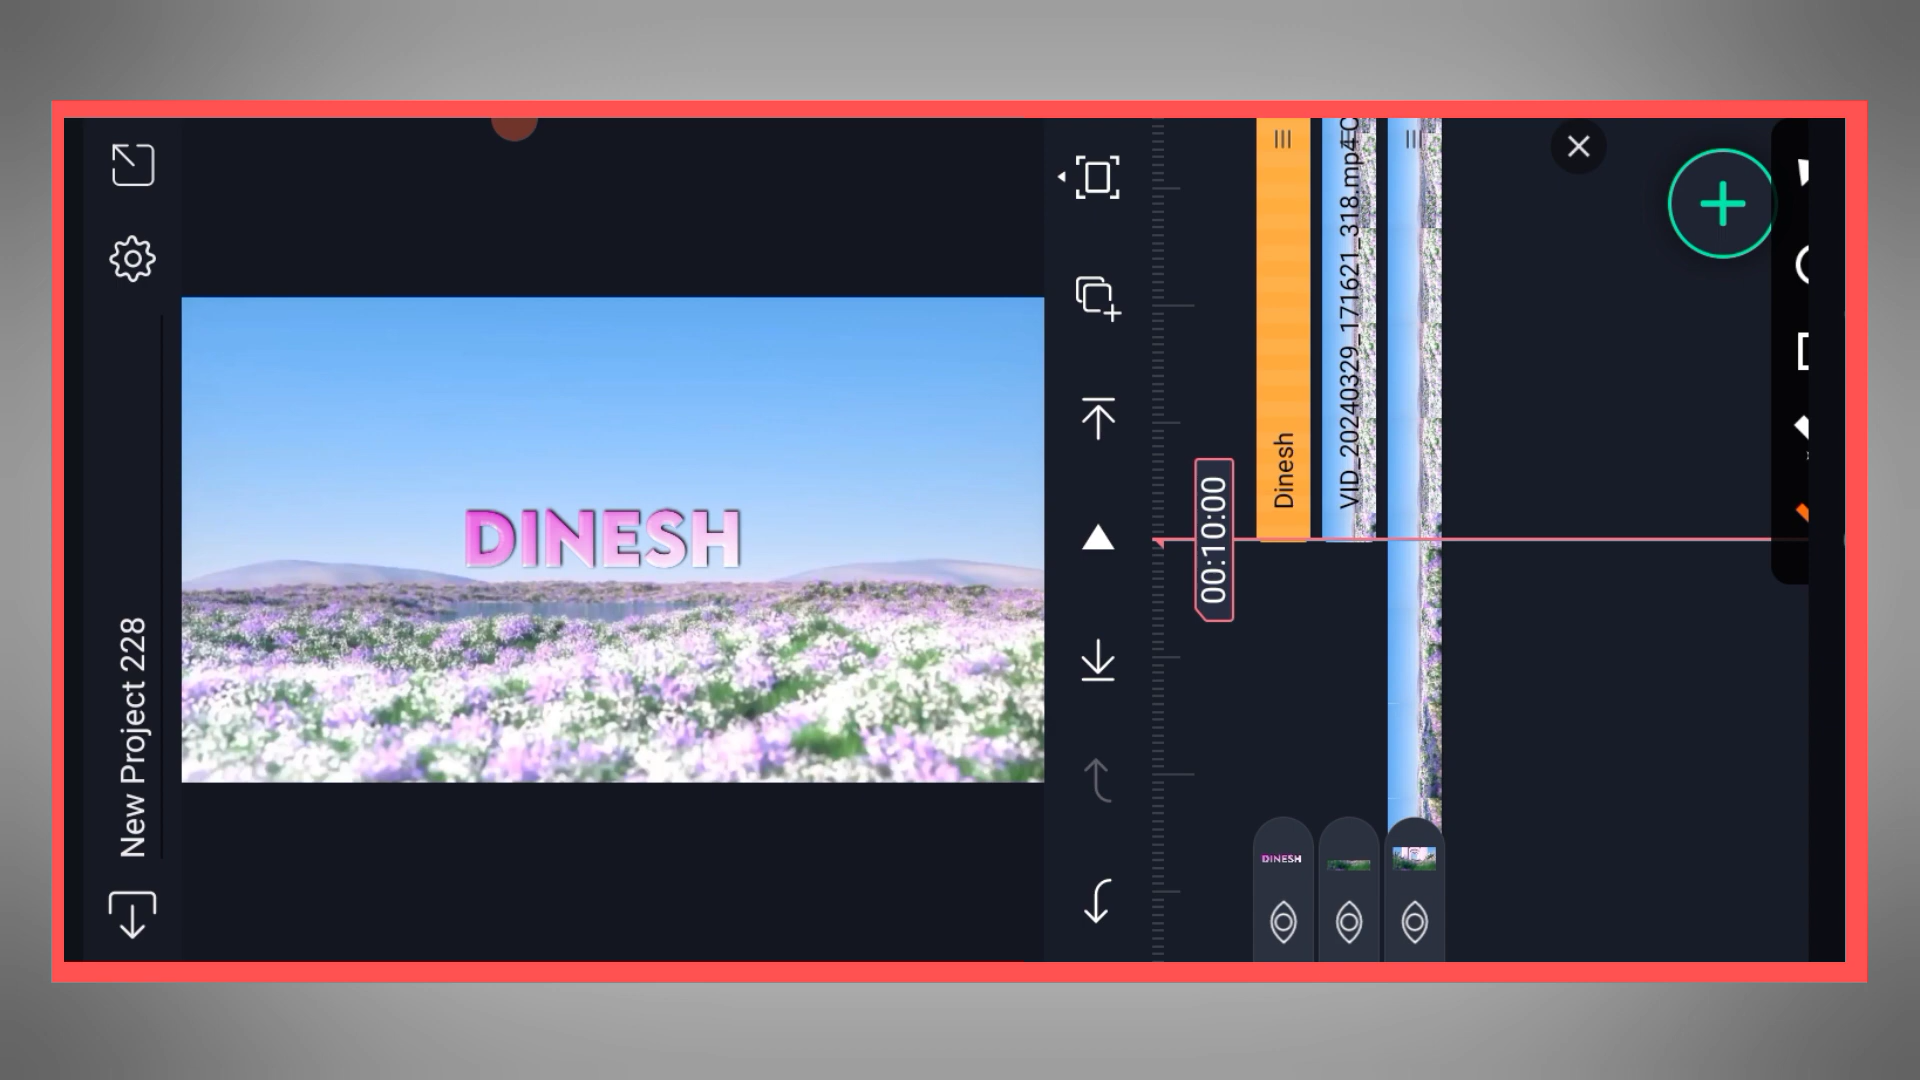 New Project 228
DINESH
00:10:00
Dinesh
VID_20240329_171621_318.mp4
DINESH